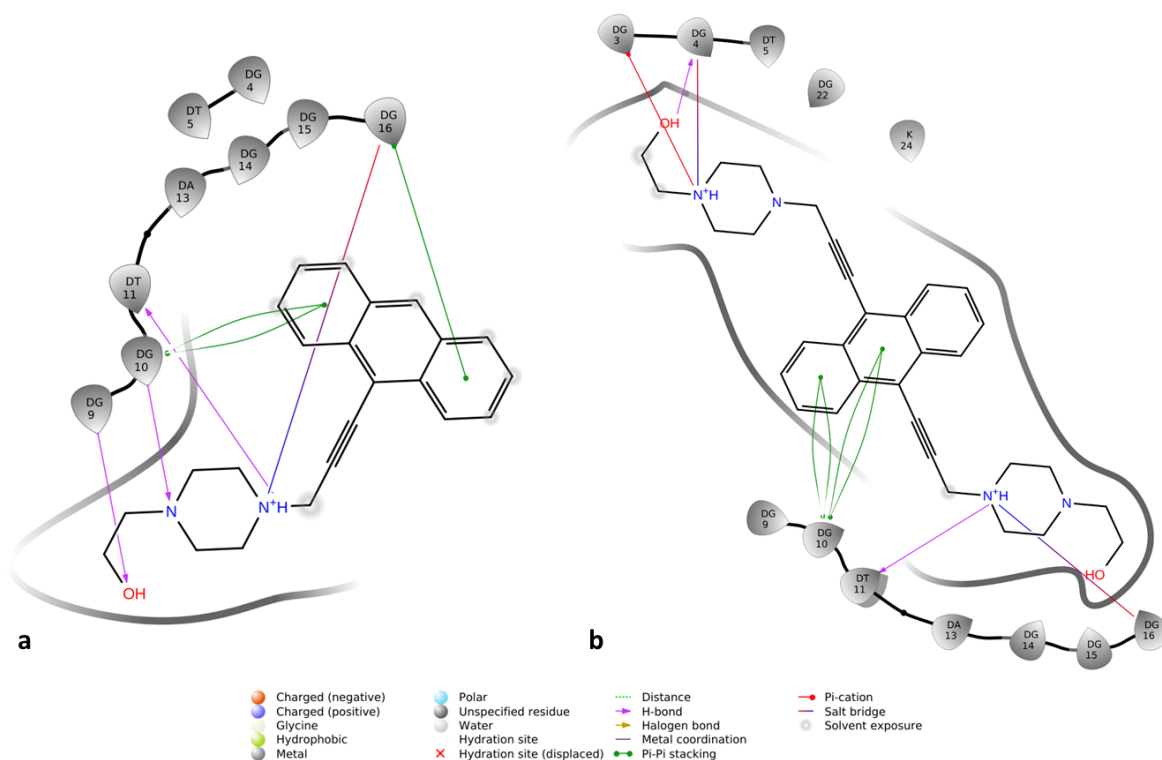 DG
4
DT
5
DG
15
DG
16
DG
14
DA
13
DT
11
DG
10
DG
9
N
N⁺H
OH
a
DG
3
DG
4
DT
5
DG
22
K
24
OH
N⁺H
N
DG
9
DG
10
DT
11
N⁺H
N
HO
DA
13
DG
14
DG
15
DG
16
b
Charged (negative)
Charged (positive)
Glycine
Hydrophobic
Metal
Polar
Unspecified residue
Water
Hydration site
Hydration site (displaced)
Distance
H-bond
Halogen bond
Metal coordination
Pi-Pi stacking
Pi-cation
Salt bridge
Solvent exposure